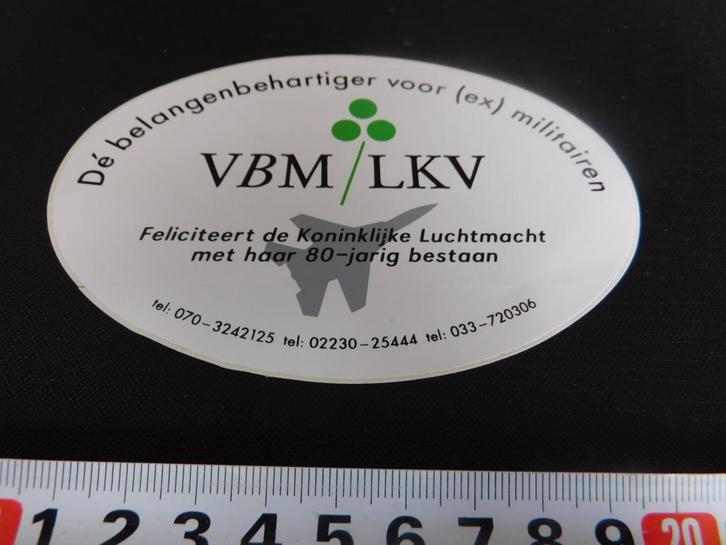 Dé belangenbehartiger voor (ex) militairen
VBM/LKV
Feliciteert de Koninklijke Luchtmacht
met haar 80-jarig bestaan
tel: 070-3242125 tel: 02230-25444 tel: 033-720306
1 2 3 4 5 6 7 8 9 20